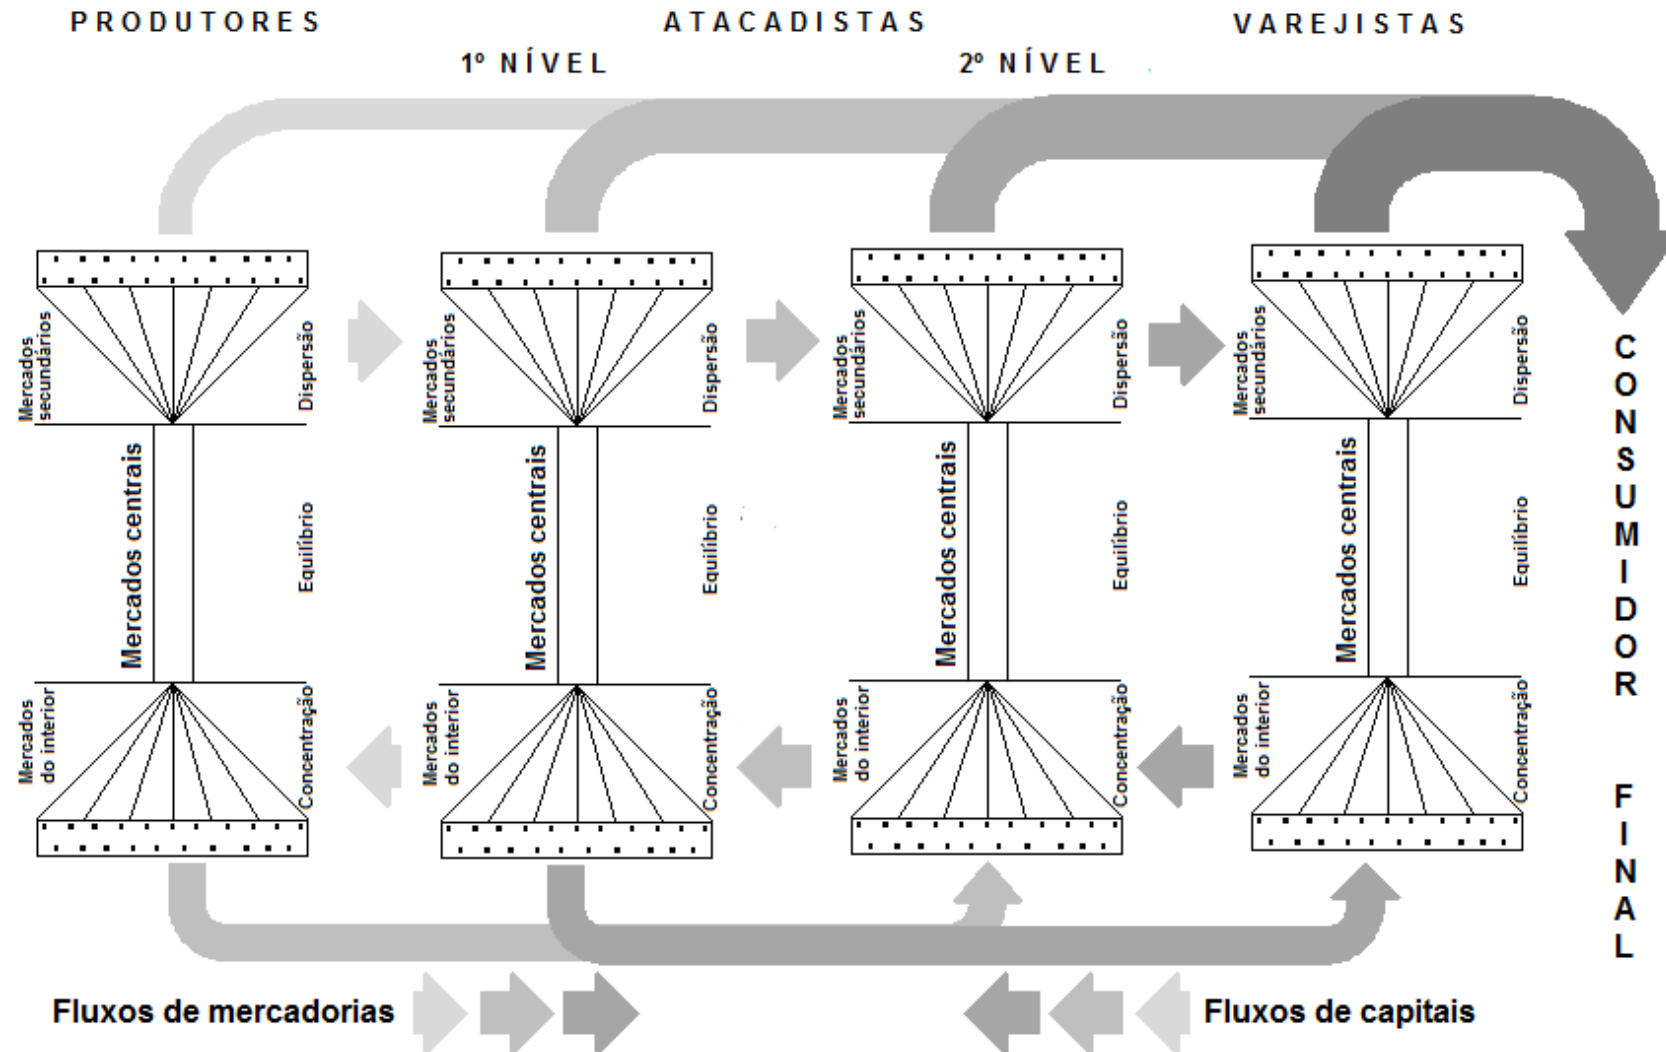 PRODUTORES
ATACADISTAS
VAREJISTAS
1º NÍVEL
2º NÍVEL
Mercados
secundários
Dispersão
Mercados centrais
Equilíbrio
Mercados
do interior
Concentração
Mercados
secundários
Dispersão
Mercados centrais
Equilíbrio
Mercados
do interior
Concentração
Mercados
secundários
Dispersão
Mercados centrais
Equilíbrio
Mercados
do interior
Concentração
Mercados
secundários
Dispersão
Mercados centrais
Equilíbrio
Mercados
do interior
Concentração
CONSUMIDOR FINAL
Fluxos de mercadorias
Fluxos de capitais